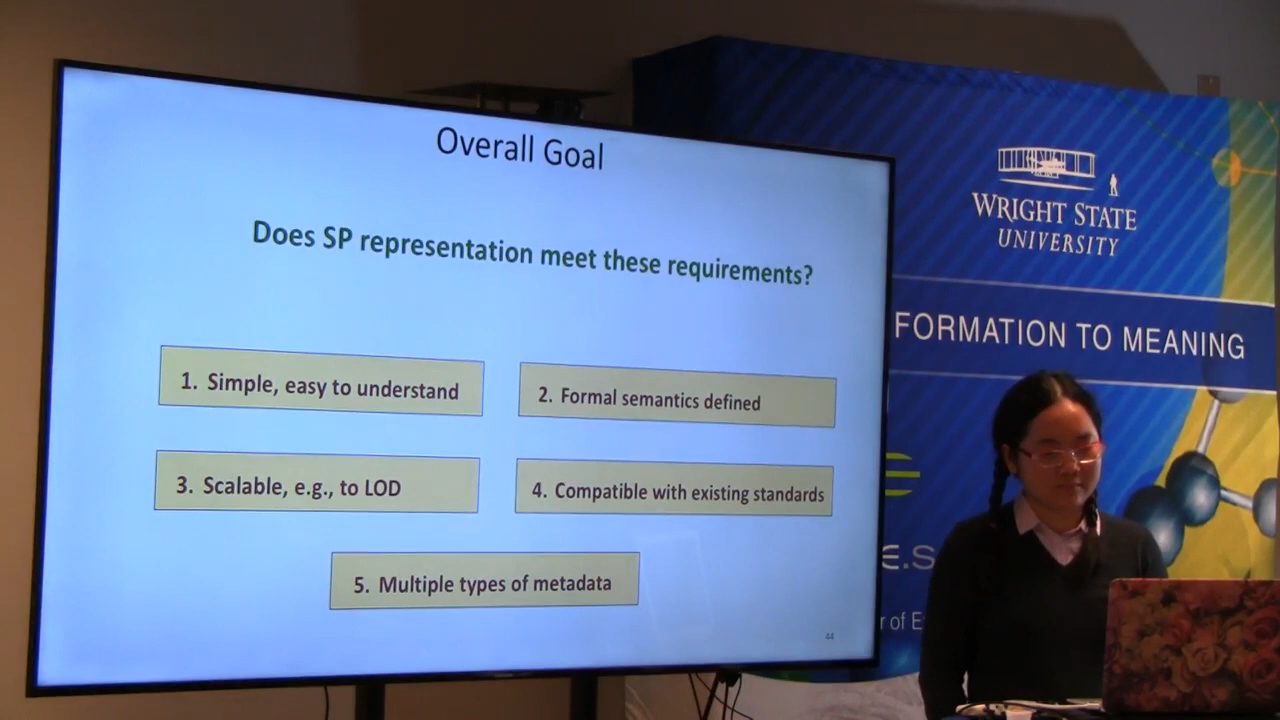 Overall Goal
Does SP representation meet these requirements?
1. Simple, easy to understand
2. Formal semantics defined
3. Scalable, e.g., to LOD
4. Compatible with existing standards
5. Multiple types of metadata
44
WRIGHT STATE
UNIVERSITY
FORMATION TO MEANING
E.S
r of E